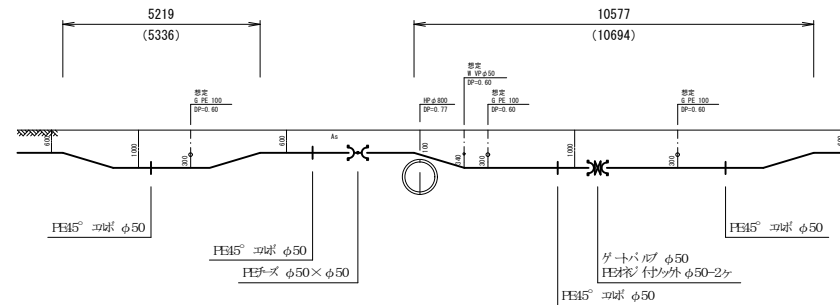 5219
(5336)
10577
(10694)
想定
G PE 100
DP=0.60
HPφ800
DP=0.77
想定
W VPφ50
DP=0.60
想定
G PE 100
DP=0.60
想定
G PE 100
DP=0.60
As
600
1000
300
600
100
240
300
1000
300
600
PE45° エルボ φ50
PE45° エルボ φ50
PEチーズ φ50×φ50
PE45° エルボ φ50
ゲートバルブ φ50
PEオネジ付ソケット φ50-2ヶ
PE45° エルボ φ50